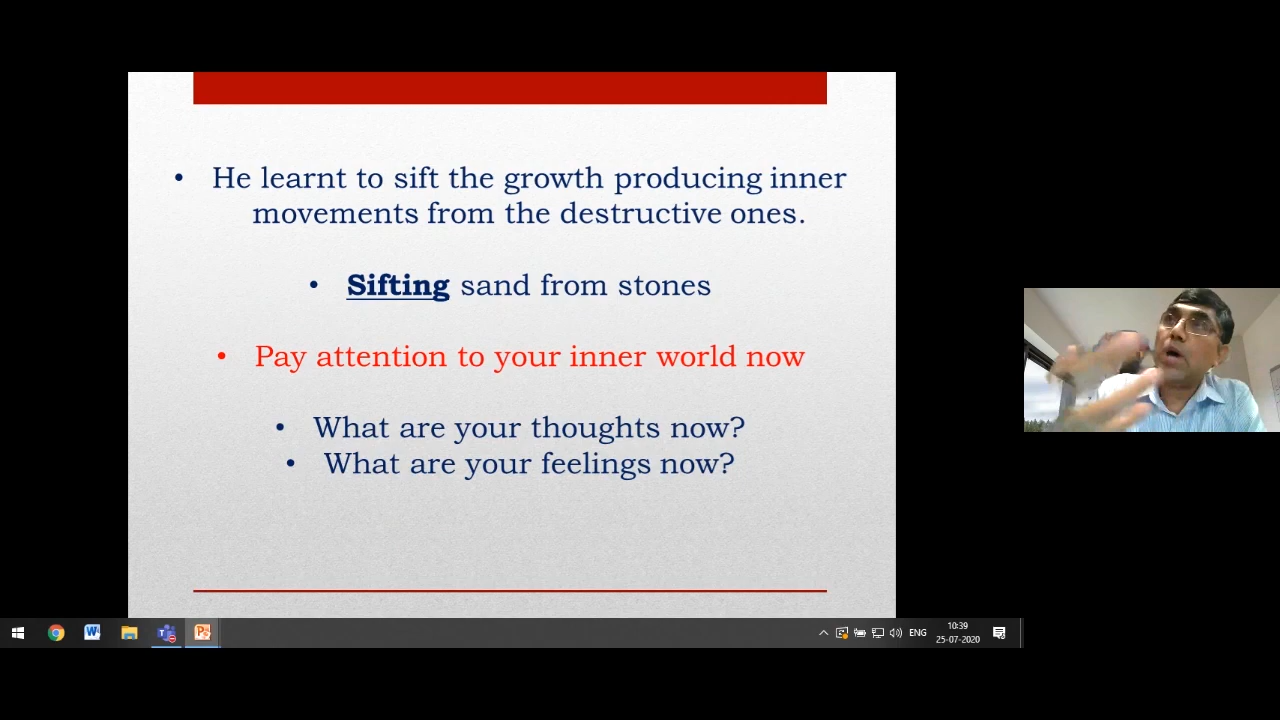 • He learnt to sift the growth producing inner
movements from the destructive ones.
• Sifting sand from stones
• Pay attention to your inner world now
• What are your thoughts now?
• What are your feelings now?
ENG
10:39
25-07-2020